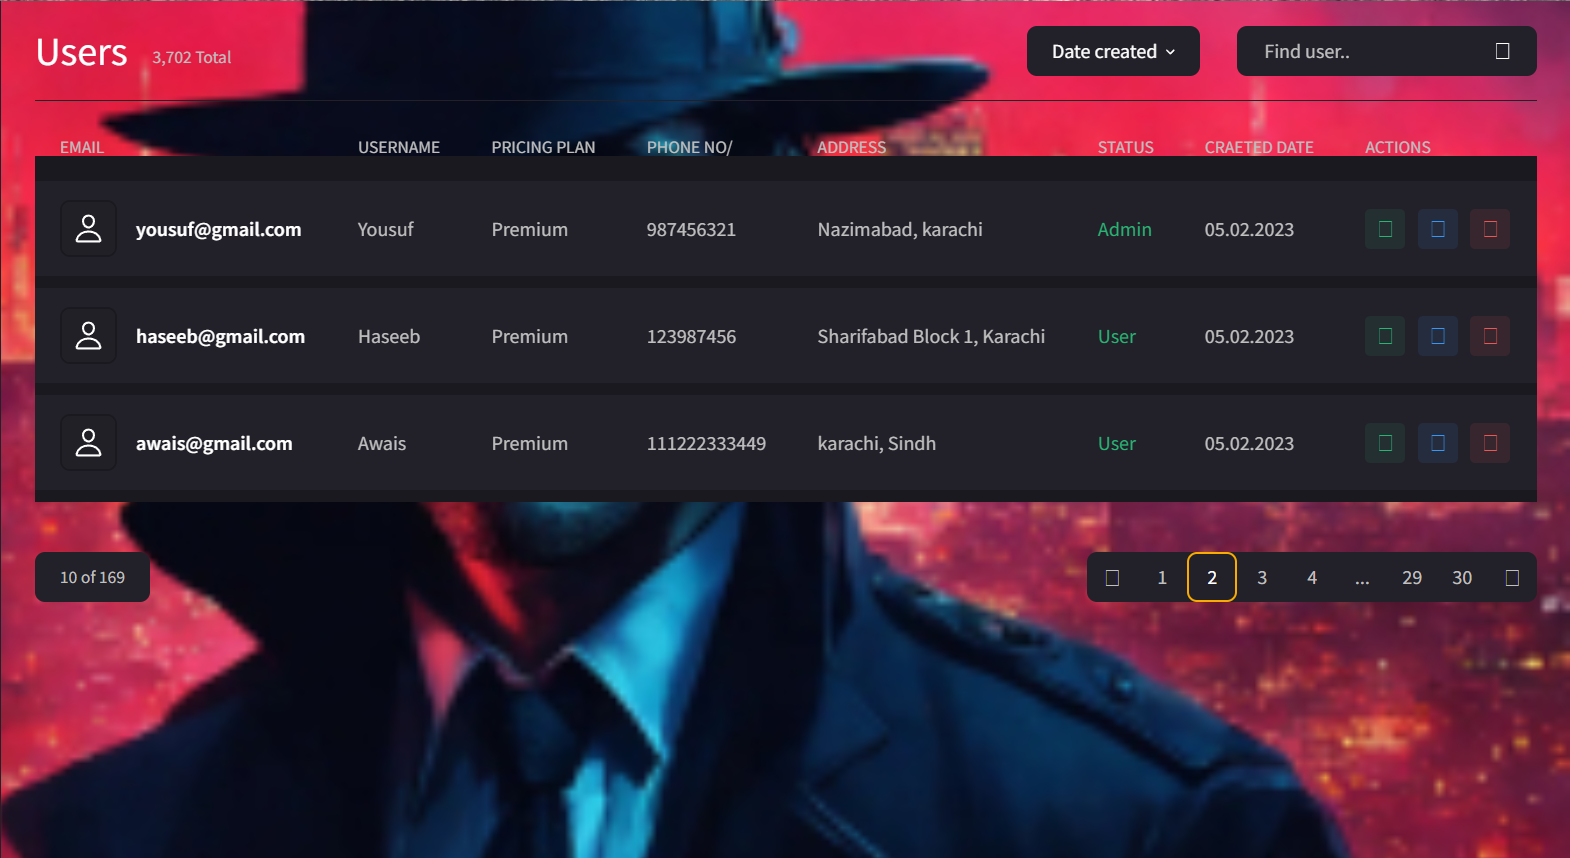 Users 3,702 Total Date created Find user..
EMAIL USERNAME PRICING PLAN PHONE NO/ ADDRESS STATUS CRAETED DATE ACTIONS
yousuf@gmail.com Yousuf Premium 987456321 Nazimabad, karachi Admin 05.02.2023
haseeb@gmail.com Haseeb Premium 123987456 Sharifabad Block 1, Karachi User 05.02.2023
awais@gmail.com Awais Premium 111222333449 karachi, Sindh User 05.02.2023
10 of 169 1 2 3 4 ... 29 30